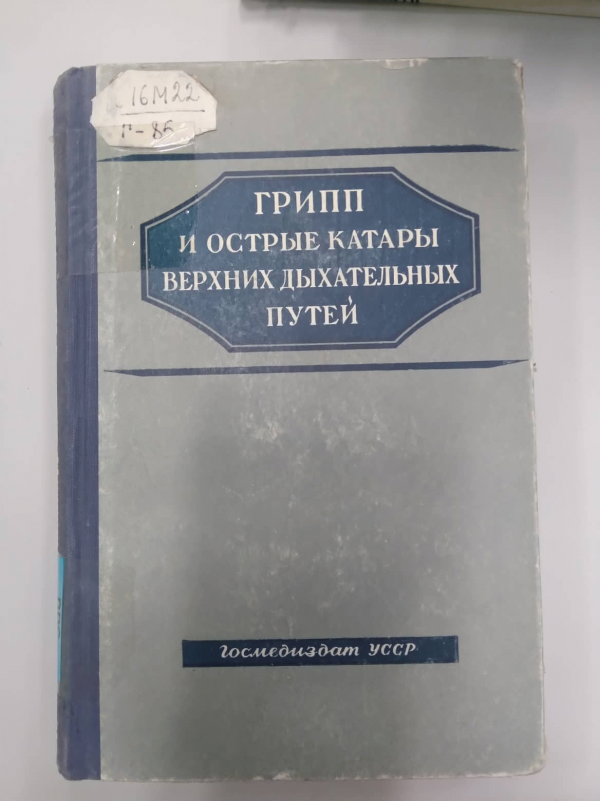 16М22
Г-85
ГРИПП
И ОСТРЫЕ КАТАРЫ
ВЕРХНИХ ДЫХАТЕЛЬНЫХ
ПУТЕЙ
Госмедиздат УССР